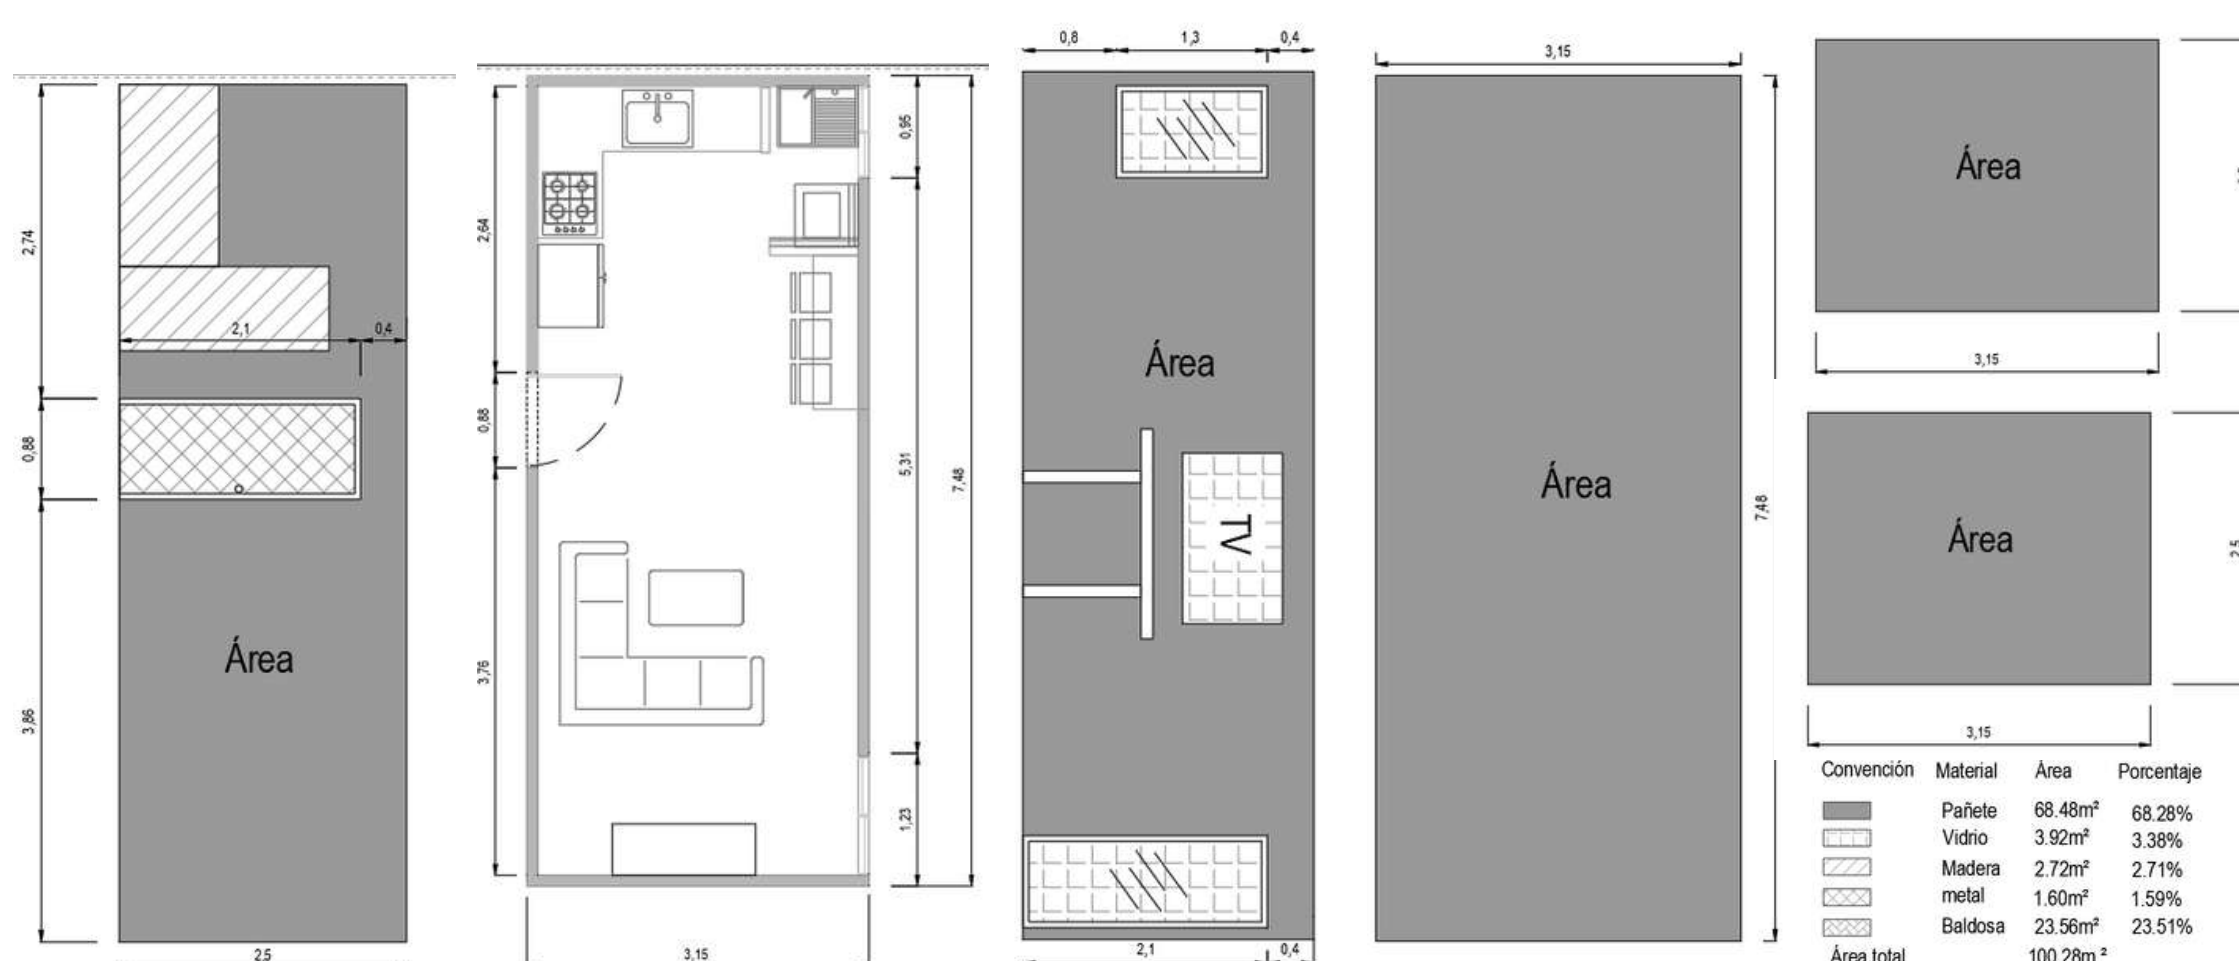 2,74
0,88
3,86
2,1
0,4
Área
2,5
2,64
0,88
3,76
0,95
5,31
1,23
7,48
3,15
0,8
1,3
0,4
Área
TV
2,1
0,4
3,15
Área
7,48
Área
3,15
Área
2,5
3,15
Convención Material Área Porcentaje
Pañete 68.48m² 68.28%
Vidrio 3.92m² 3.38%
Madera 2.72m² 2.71%
metal 1.60m² 1.59%
Baldosa 23.56m² 23.51%
Área total 100.28m²